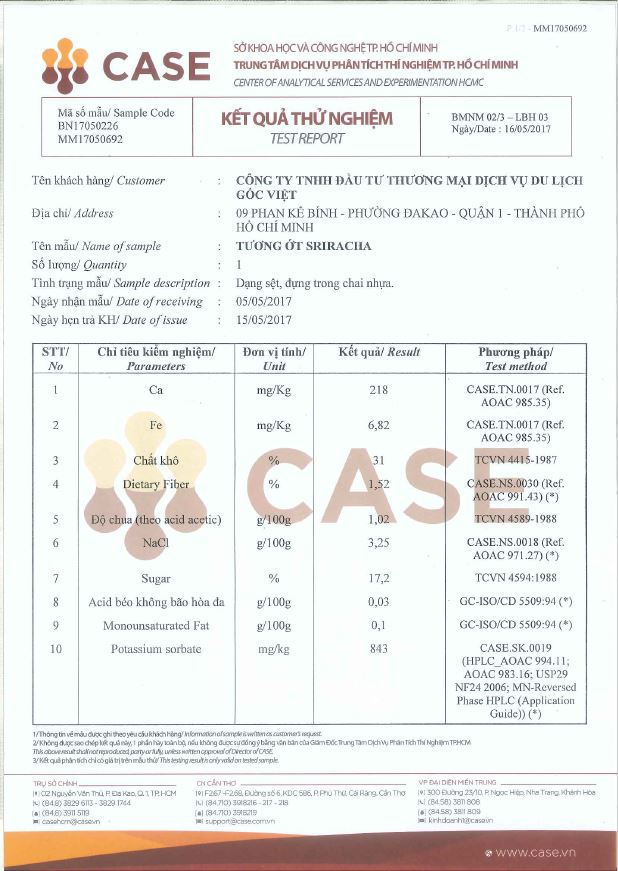 P 1/2 - MM17050692
CASE
SỞ KHOA HỌC VÀ CÔNG NGHỆ TP. HỒ CHÍ MINH
TRUNG TÂM DỊCH VỤ PHÂN TÍCH THÍ NGHIỆM TP. HỒ CHÍ MINH
CENTER OF ANALYTICAL SERVICES AND EXPERIMENTATION HCMC
Mã số mẫu/ Sample Code
BN17050226
MM17050692
KẾT QUẢ THỬ NGHIỆM
TEST REPORT
BMNM 02/3 – LBH 03
Ngày/Date : 16/05/2017
Tên khách hàng/ Customer : CÔNG TY TNHH ĐẦU TƯ THƯƠNG MẠI DỊCH VỤ DU LỊCH
GÓC VIỆT
Địa chỉ/ Address : 09 PHAN KẾ BÍNH - PHƯỜNG ĐAKAO - QUẬN 1 - THÀNH PHỐ
HỒ CHÍ MINH
Tên mẫu/ Name of sample : TƯƠNG ỚT SRIRACHA
Số lượng/ Quantity : 1
Tình trạng mẫu/ Sample description : Dạng sệt, đựng trong chai nhựa.
Ngày nhận mẫu/ Date of receiving : 05/05/2017
Ngày hẹn trả KH/ Date of issue : 15/05/2017
STT/ Chỉ tiêu kiểm nghiệm/ Đơn vị tính/ Kết quả/ Result Phương pháp/
No Parameters Unit Test method
1 Ca mg/Kg 218 CASE.TN.0017 (Ref.
AOAC 985.35)
2 Fe mg/Kg 6,82 CASE.TN.0017 (Ref.
AOAC 985.35)
3 Chất khô % 31 TCVN 4415-1987
4 Dietary Fiber % 1,52 CASE.NS.0030 (Ref.
AOAC 991.43) (*)
5 Độ chua (theo acid acetic) g/100g 1,02 TCVN 4589-1988
6 NaCl g/100g 3,25 CASE.NS.0018 (Ref.
AOAC 971.27) (*)
7 Sugar % 17,2 TCVN 4594:1988
8 Acid béo không bão hòa đa g/100g 0,03 GC-ISO/CD 5509:94 (*)
9 Monounsaturated Fat g/100g 0,1 GC-ISO/CD 5509:94 (*)
10 Potassium sorbate mg/kg 843 CASE.SK.0019
(HPLC_AOAC 994.11;
AOAC 983.16; USP29
NF24 2006; MN-Reversed
Phase HPLC (Application
Guide)) (*)
CASE
1/ Thông tin về mẫu được ghi theo yêu cầu khách hàng/ Information of sample is written as customer's request.
2/ Không được sao chép kết quả này, 1 phần hay toàn bộ, nếu không được sự đồng ý bằng văn bản của Giám Đốc Trung Tâm Dịch Vụ Phân Tích Thí Nghiệm TP.HCM
This above result shall not reproduced, party or fully, unless written approval of Director of CASE.
3/ Kết quả phân tích chỉ có giá trị trên mẫu thử/ This testing result is only valid on tested sample.
TRỤ SỞ CHÍNH
02 Nguyễn Văn Thủ, P. Đa Kao, Q. 1, TP. HCM
(84.8) 3829 6113 - 3829 1744
(84.8) 3911 5119
casehcm@case.vn
CN CẦN THƠ
F2.67 -F2.68, Đường số 6, KDC 586, P. Phú Thứ, Cái Răng, Cần Thơ
(84.710) 3918216 - 217 - 218
(84.710) 3918219
support@case.com.vn
VP ĐẠI DIỆN MIỀN TRUNG
300 Đường 23/10, P. Ngọc Hiệp, Nha Trang, Khánh Hòa
(84.58) 3811 808
(84.58) 3811 809
kinhdoanh1@case.vn
www.case.vn